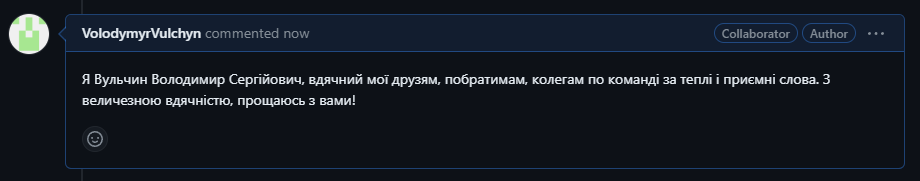 VolodymyrVulchyn commented now Collaborator Author
Я Вульчин Володимир Сергійович, вдячний мої друзям, побратимам, колегам по команді за теплі і приємні слова. З
величезною вдячністю, прощаюсь з вами!